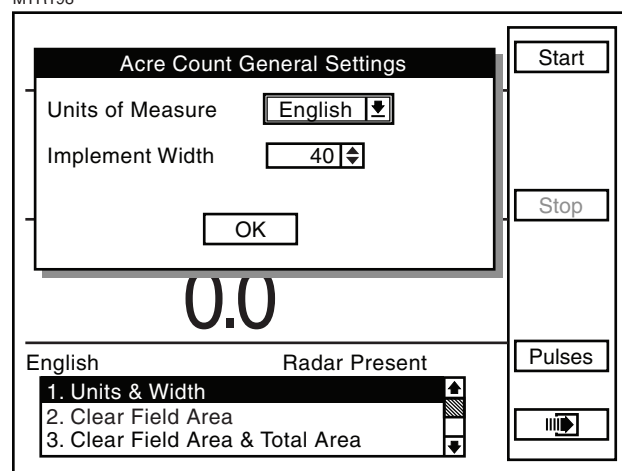 MTR198
Acre Count General Settings
Units of Measure English
Implement Width 40
OK
0.0
English Radar Present
1. Units & Width
2. Clear Field Area
3. Clear Field Area & Total Area
Start
Stop
Pulses